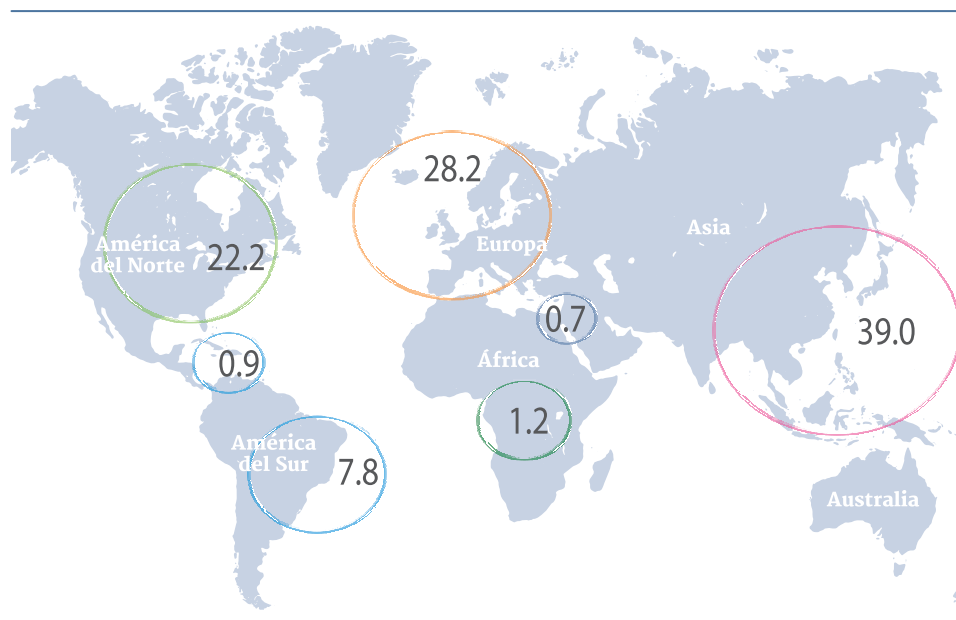 28.2
Asia
América
del Norte
22.2
Europa
0.7
39.0
África
0.9
1.2
América
del Sur
7.8
Australia